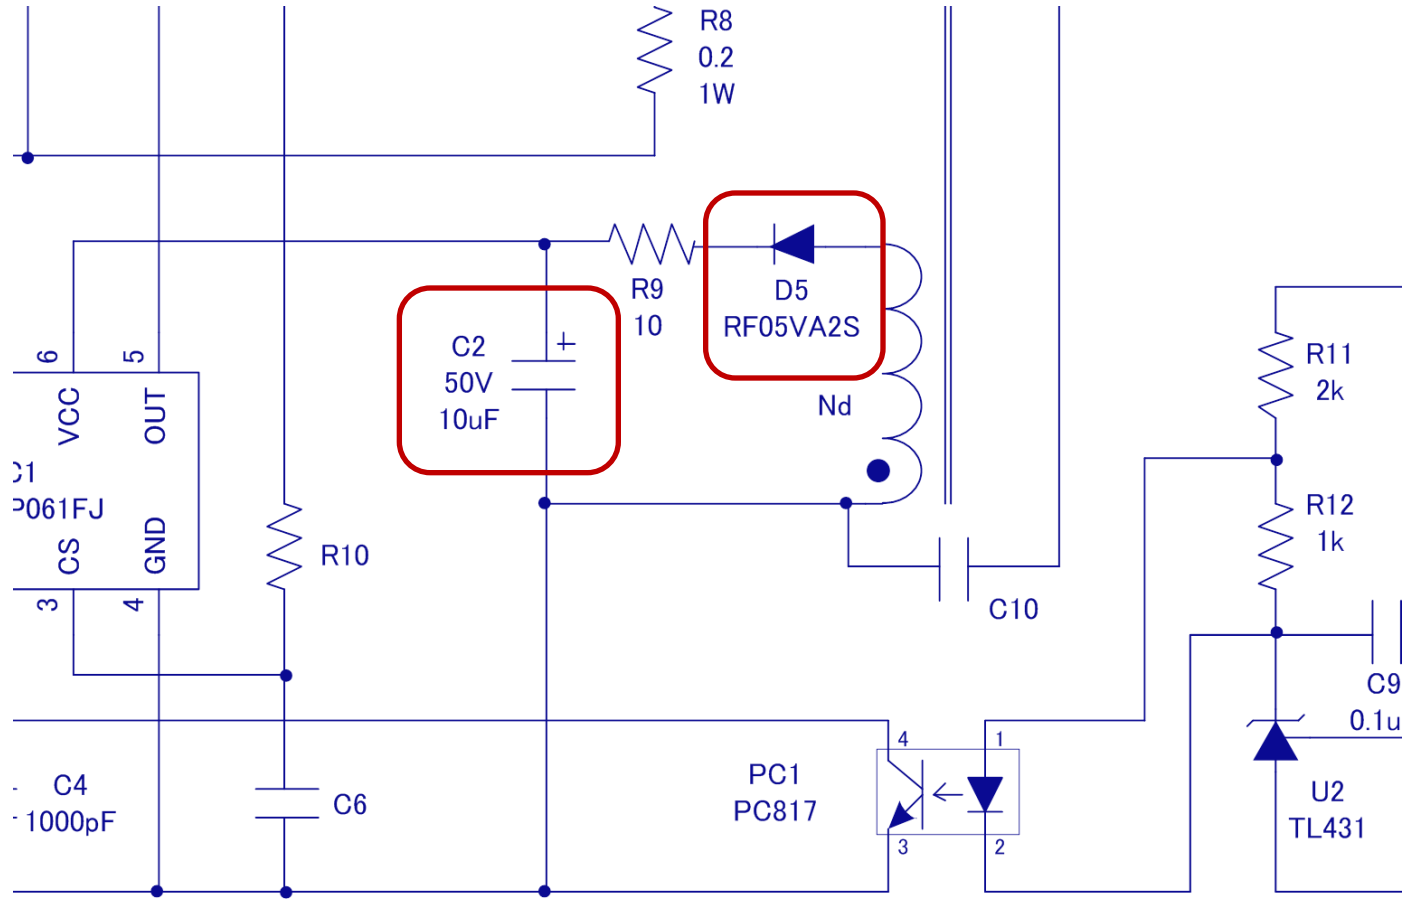 R8
0.2
1W
R9
10
D5
RF05VA2S
C2
+
50V
10uF
Nd
6
5
VCC
OUT
C1
P061FJ
CS
GND
3
4
R10
R11
2k
R12
1k
C10
C9
0.1u
4
1
PC1
PC817
3
2
C4
1000pF
C6
U2
TL431